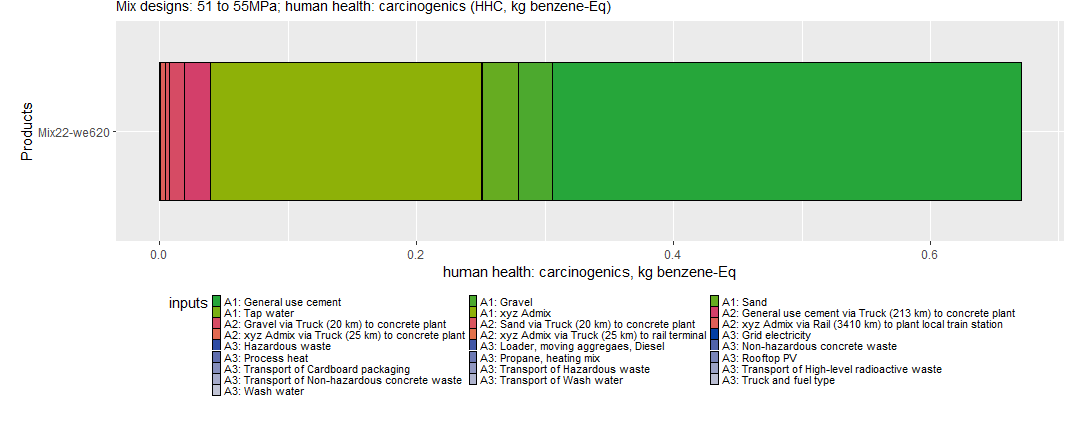 Mix designs: 51 to 55MPa; human health: carcinogenics (HHC, kg benzene-Eq)
Products
Mix22-we620
0.0 0.2 0.4 0.6
human health: carcinogenics, kg benzene-Eq
inputs
A1: General use cement A1: Gravel A1: Sand
A1: Tap water A1: xyz Admix A2: General use cement via Truck (213 km) to concrete plant
A2: Gravel via Truck (20 km) to concrete plant A2: Sand via Truck (20 km) to concrete plant A2: xyz Admix via Rail (3410 km) to plant local train station
A2: xyz Admix via Truck (25 km) to concrete plant A2: xyz Admix via Truck (25 km) to rail terminal A3: Grid electricity
A3: Hazardous waste A3: Loader, moving aggregaes, Diesel A3: Non-hazardous concrete waste
A3: Process heat A3: Propane, heating mix A3: Rooftop PV
A3: Transport of Cardboard packaging A3: Transport of Hazardous waste A3: Transport of High-level radioactive waste
A3: Transport of Non-hazardous concrete waste A3: Transport of Wash water A3: Truck and fuel type
A3: Wash water